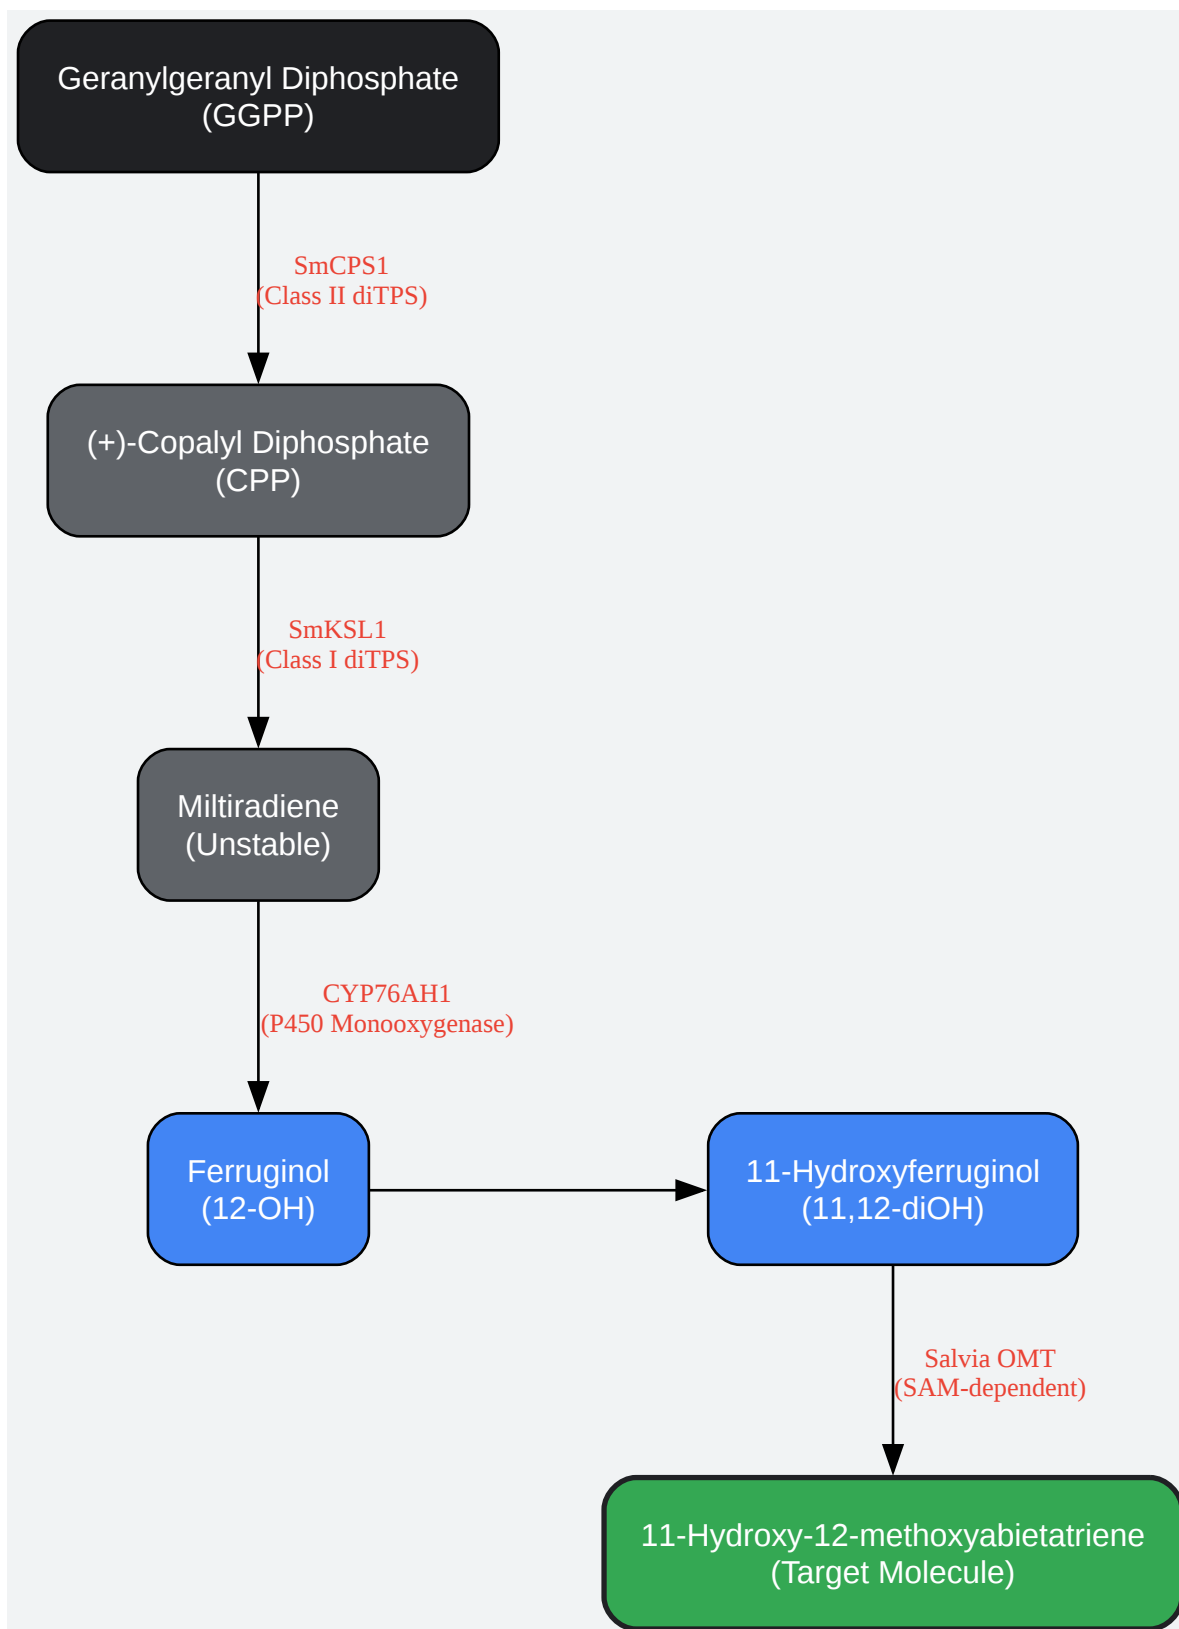 Geranylgeranyl Diphosphate
(GGPP)
SmCPS1
(Class II diTPS)
(+)-Copalyl Diphosphate
(CPP)
SmKSL1
(Class I diTPS)
Miltiradiene
(Unstable)
CYP76AH1
(P450 Monooxygenase)
Ferruginol
(12-OH)
11-Hydroxyferruginol
(11,12-diOH)
Salvia OMT
(SAM-dependent)
11-Hydroxy-12-methoxyabietatriene
(Target Molecule)